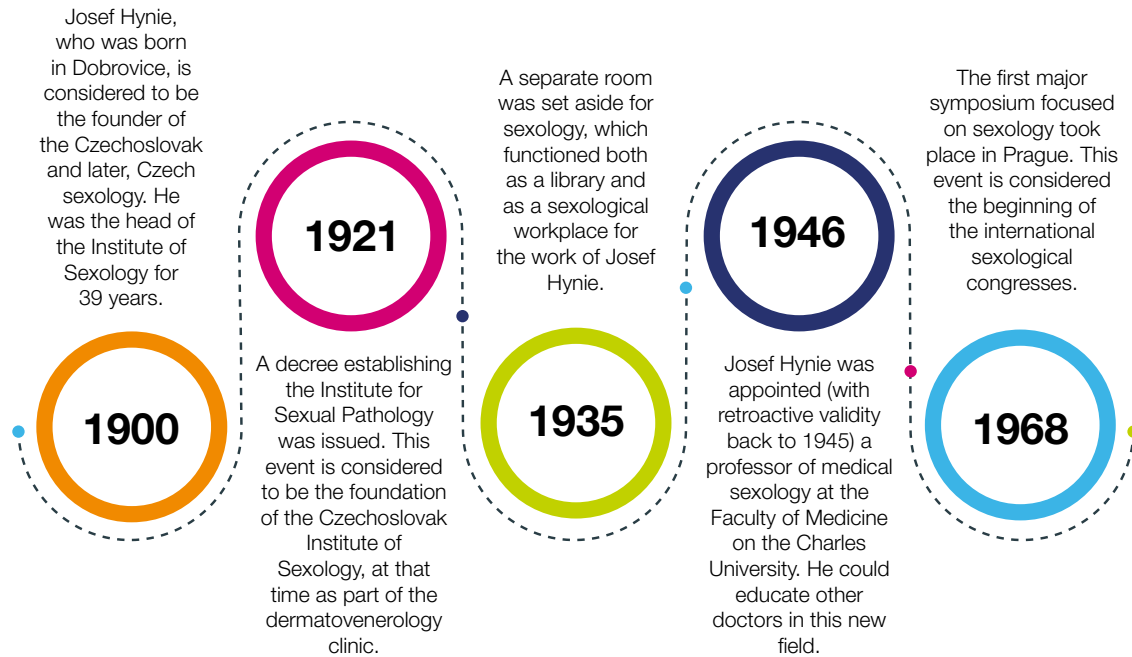 Josef Hynie,
who was born
in Dobrovice, is
considered to be
the founder of
the Czechoslovak
and later, Czech
sexology. He
was the head of
the Institute of
Sexology for
39 years.
1900
1921
A decree establishing
the Institute for
Sexual Pathology
was issued. This
event is considered
to be the foundation
of the Czechoslovak
Institute of
Sexology, at that
time as part of the
dermatovenerology
clinic.
A separate room
was set aside for
sexology, which
functioned both
as a library and
as a sexological
workplace for
the work of Josef
Hynie.
1935
1946
Josef Hynie was
appointed (with
retroactive validity
back to 1945) a
professor of medical
sexology at the
Faculty of Medicine
on the Charles
University. He could
educate other
doctors in this new
field.
The first major
symposium focused
on sexology took
place in Prague. This
event is considered
the beginning of
the international
sexological
congresses.
1968